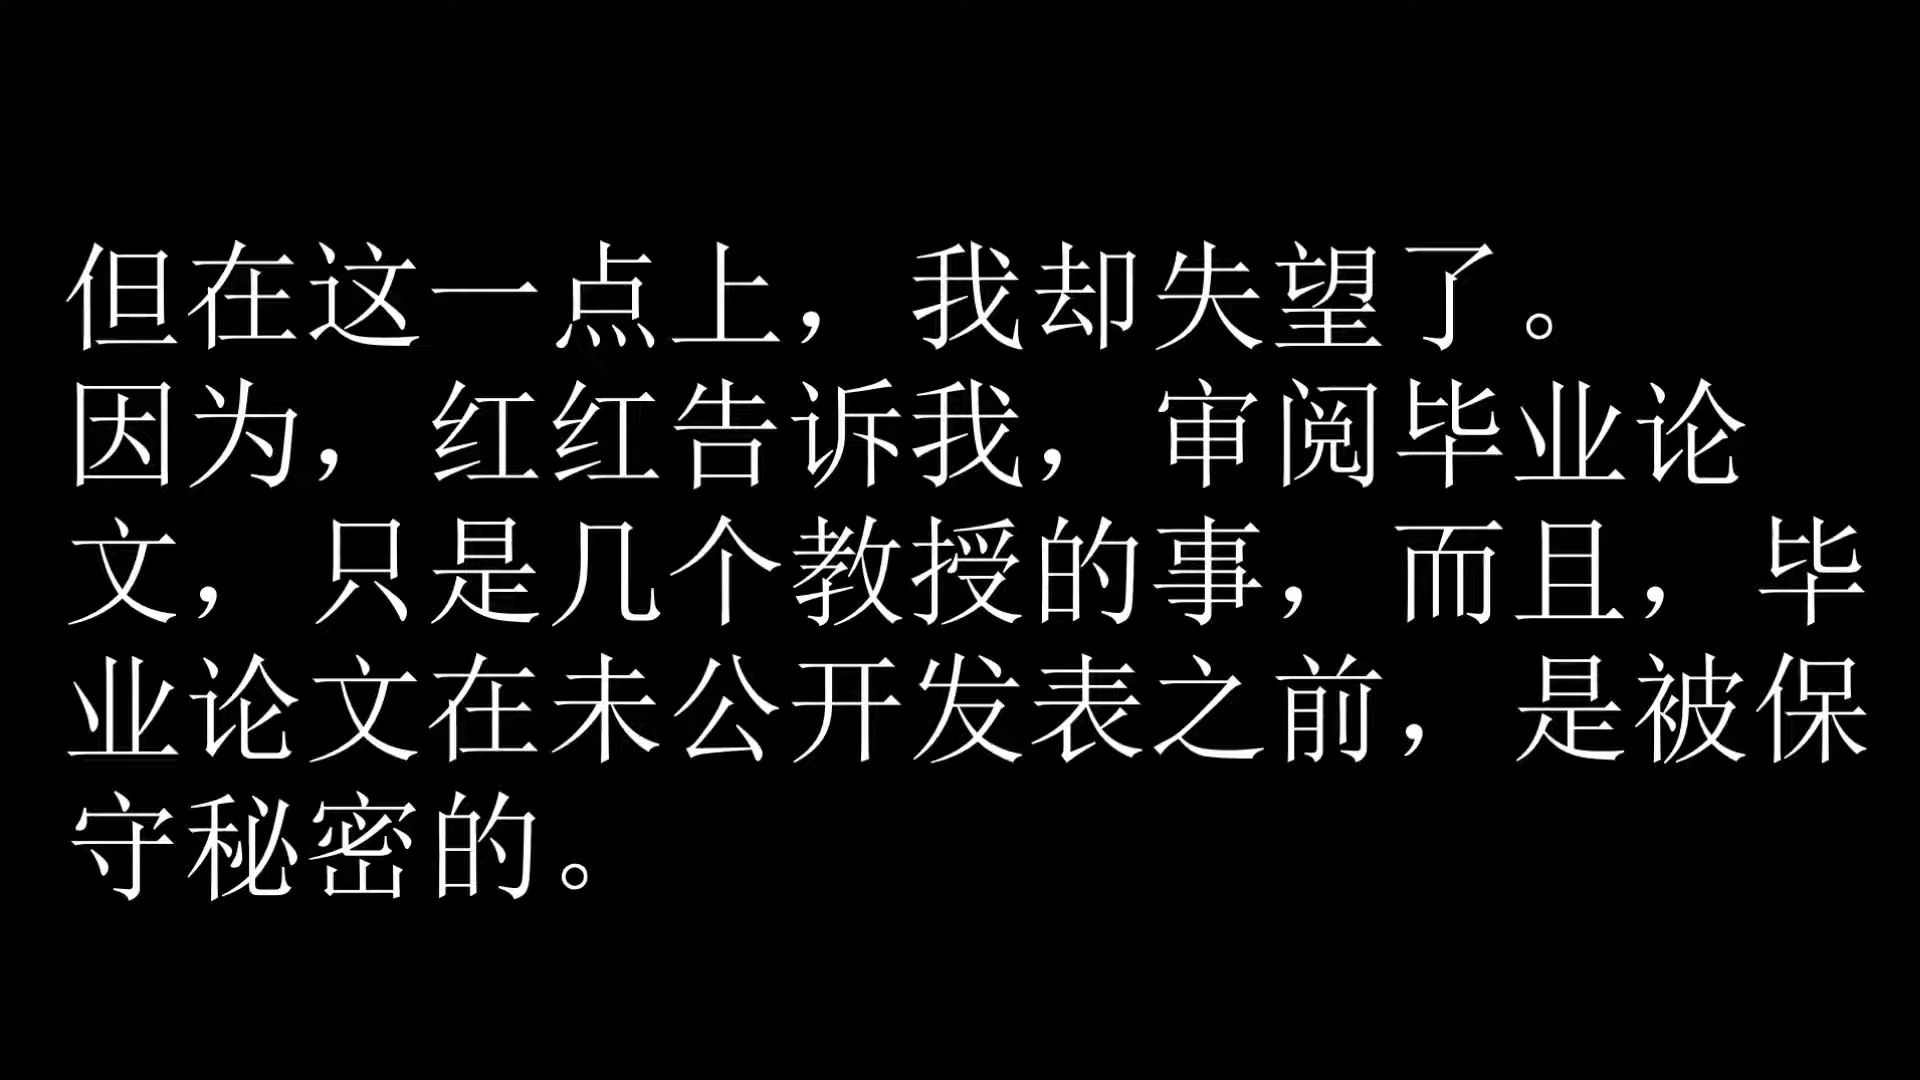 但在这一点上，我却失望了。
因为，红红告诉我，审阅毕业论
文，只是几个教授的事，而且，毕
业论文在未公开发表之前，是被保
守秘密的。